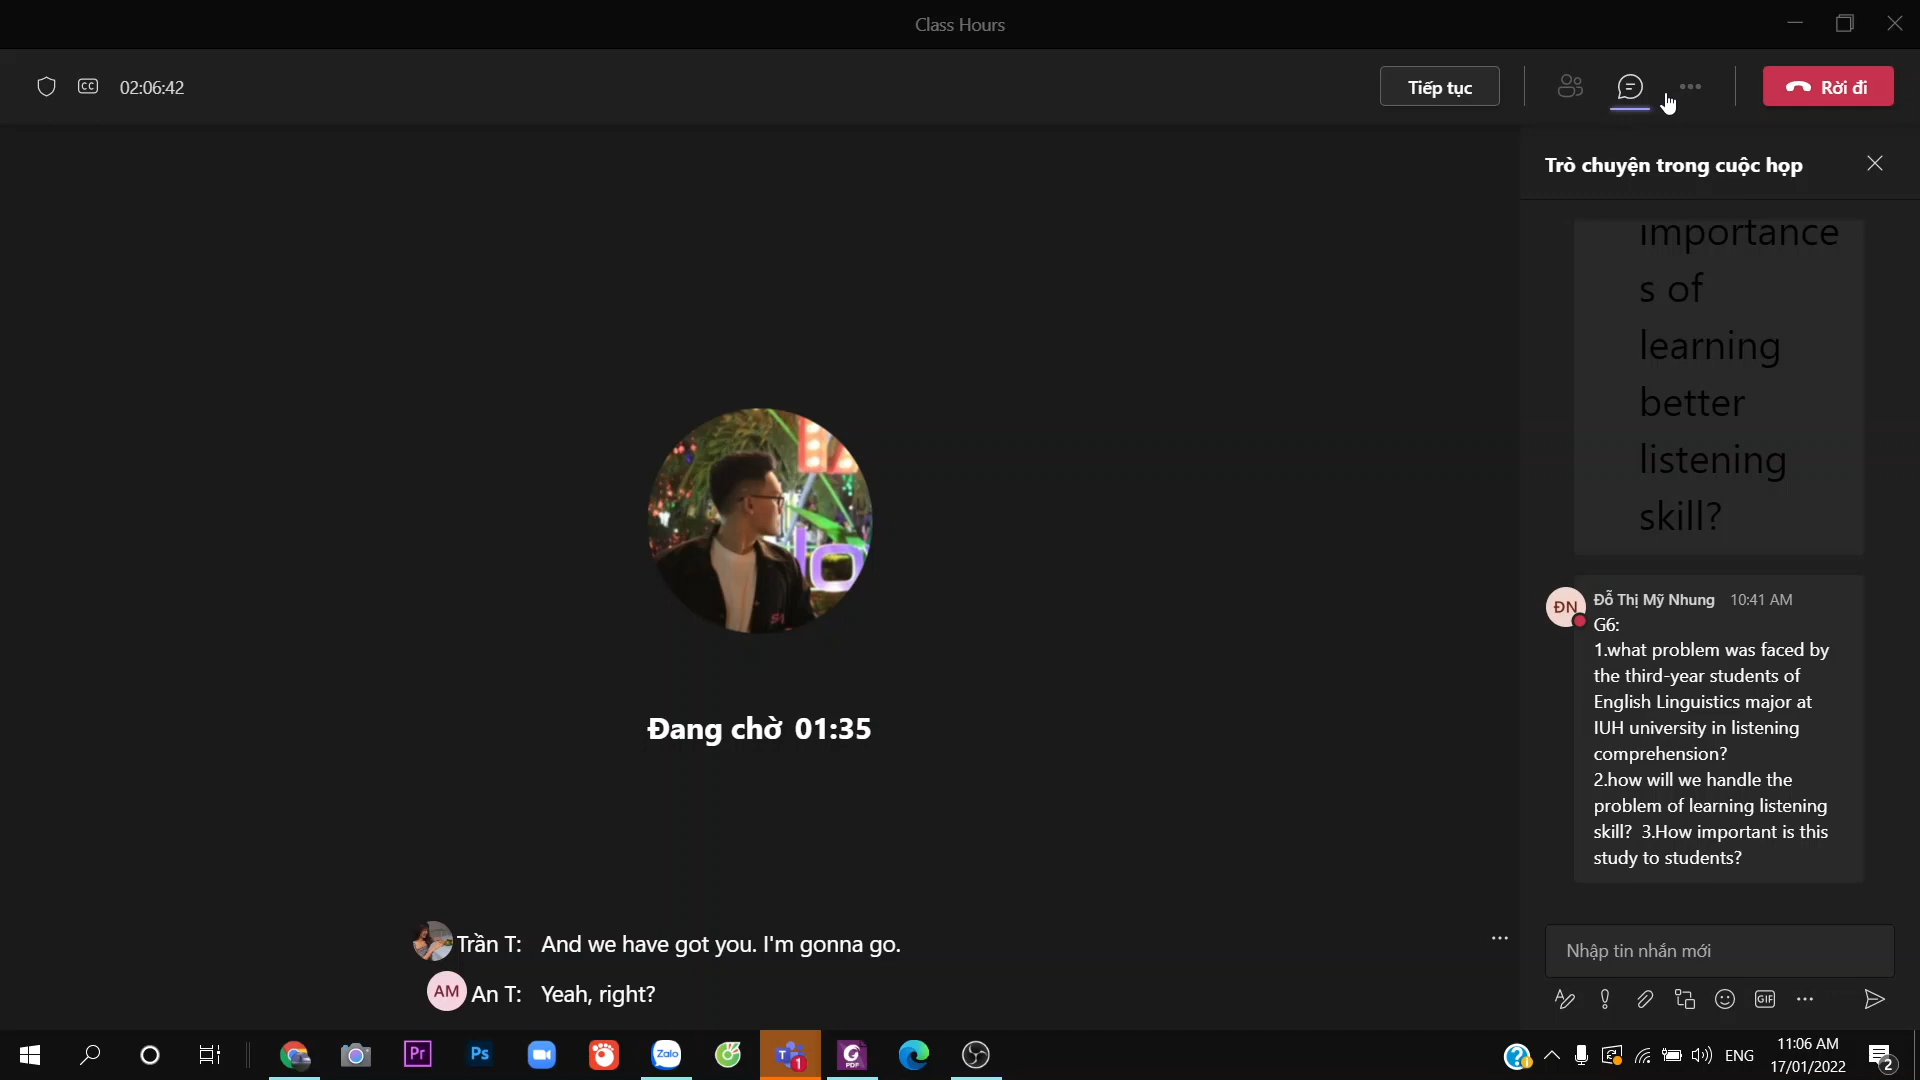 Class Hours
CC
02:06:42
Tiếp tục
Rời đi
Trò chuyện trong cuộc họp
importance
s of
learning
better
listening
skill?
ĐN
Đỗ Thị Mỹ Nhung 10:41 AM
G6:
1.what problem was faced by
the third-year students of
English Linguistics major at
IUH university in listening
comprehension?
2.how will we handle the
problem of learning listening
skill? 3.How important is this
study to students?
Đang chờ 01:35
Trần T: And we have got you. I'm gonna go.
AM An T: Yeah, right?
Nhập tin nhắn mới
GIF
Pr
Ps
Zalo
T 1
PDF
ENG
11:06 AM
17/01/2022
2